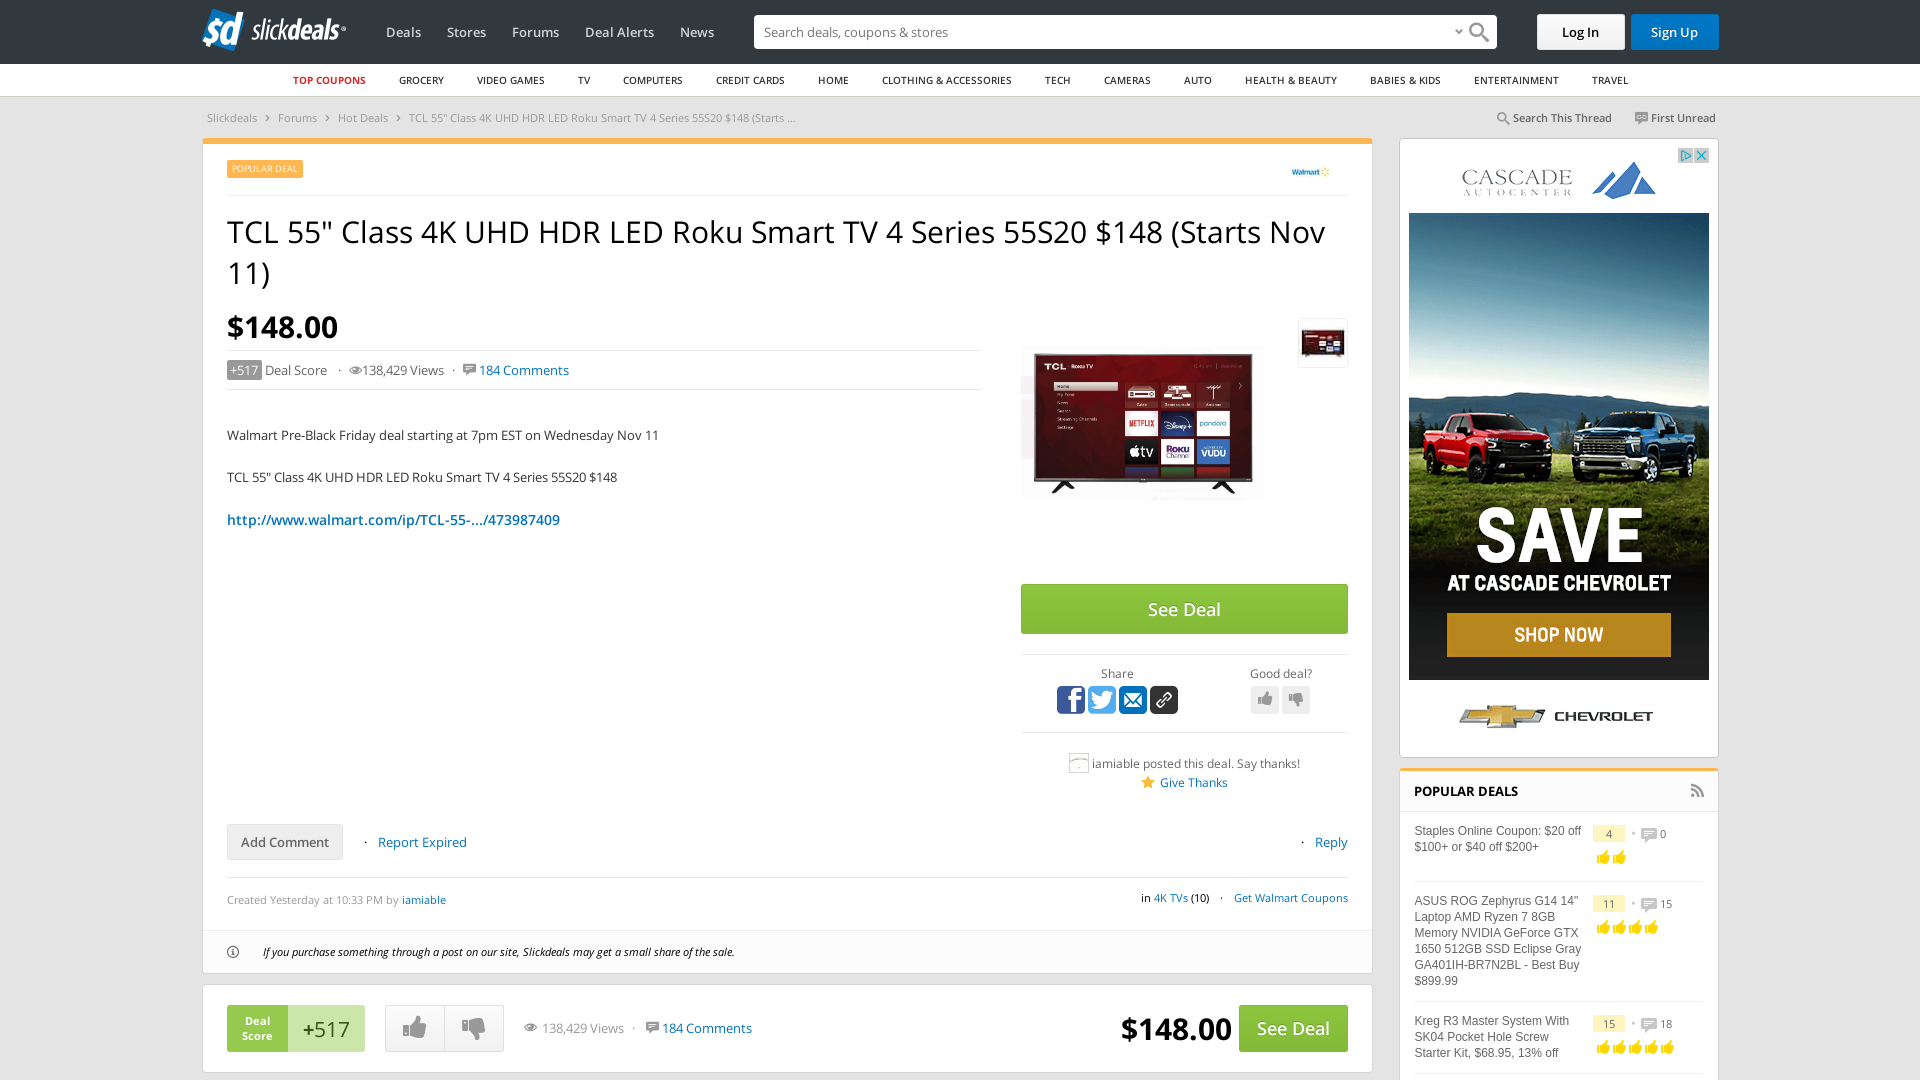 sd slickdeals
Deals
Stores
Forums
Deal Alerts
News
Search deals, coupons & stores
Log In
Sign Up
TOP COUPONS
GROCERY
VIDEO GAMES
TV
COMPUTERS
CREDIT CARDS
HOME
CLOTHING & ACCESSORIES
TECH
CAMERAS
AUTO
HEALTH & BEAUTY
BABIES & KIDS
ENTERTAINMENT
TRAVEL
Slickdeals > Forums > Hot Deals > TCL 55" Class 4K UHD HDR LED Roku Smart TV 4 Series 55S20 $148 (Starts ...
Search This Thread
First Unread
POPULAR DEAL
Walmart
TCL 55" Class 4K UHD HDR LED Roku Smart TV 4 Series 55S20 $148 (Starts Nov
11)
$148.00
+517 Deal Score · 138,429 Views · 184 Comments
Walmart Pre-Black Friday deal starting at 7pm EST on Wednesday Nov 11
TCL 55" Class 4K UHD HDR LED Roku Smart TV 4 Series 55S20 $148
http://www.walmart.com/ip/TCL-55-.../473987409
TCL Roku TV
Home
Search
Streaming Channels
Settings
NETFLIX
Disney+
pandora
tv
Roku Channel
VUDU
See Deal
Share
Good deal?
iamiable posted this deal. Say thanks!
Give Thanks
Add Comment
· Report Expired
· Reply
Created Yesterday at 10:33 PM by iamiable
in 4K TVs (10) · Get Walmart Coupons
If you purchase something through a post on our site, Slickdeals may get a small share of the sale.
Deal
Score
+517
138,429 Views · 184 Comments
$148.00
See Deal
CASCADE
AUTOCENTER
SAVE
AT CASCADE CHEVROLET
SHOP NOW
CHEVROLET
POPULAR DEALS
Staples Online Coupon: $20 off
$100+ or $40 off $200+
4 • 0
ASUS ROG Zephyrus G14 14"
Laptop AMD Ryzen 7 8GB
Memory NVIDIA GeForce GTX
1650 512GB SSD Eclipse Gray
GA401IH-BR7N2BL - Best Buy
$899.99
11 • 15
Kreg R3 Master System With
SK04 Pocket Hole Screw
Starter Kit, $68.95, 13% off
15 • 18